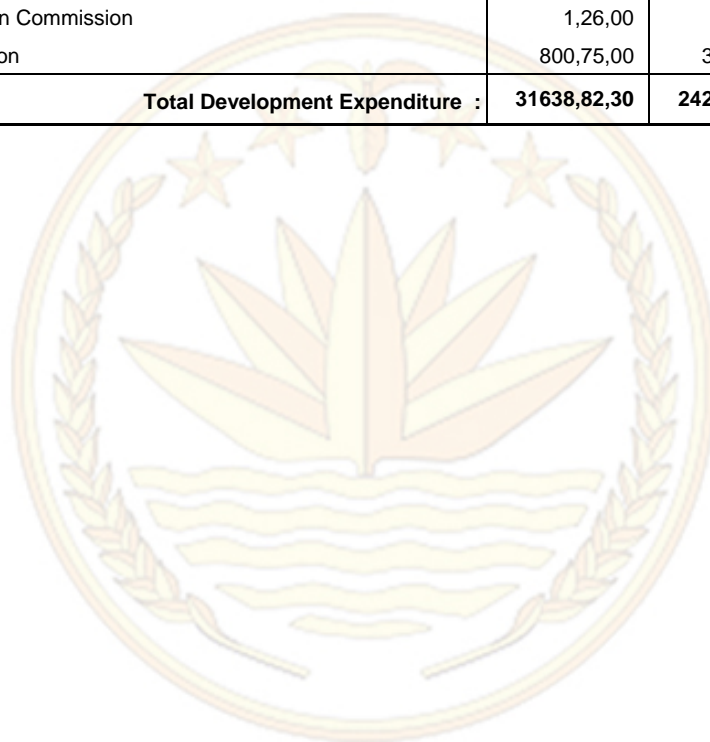 n Commission 1,26,00
on 800,75,00 3
Total Development Expenditure : 31638,82,30 242